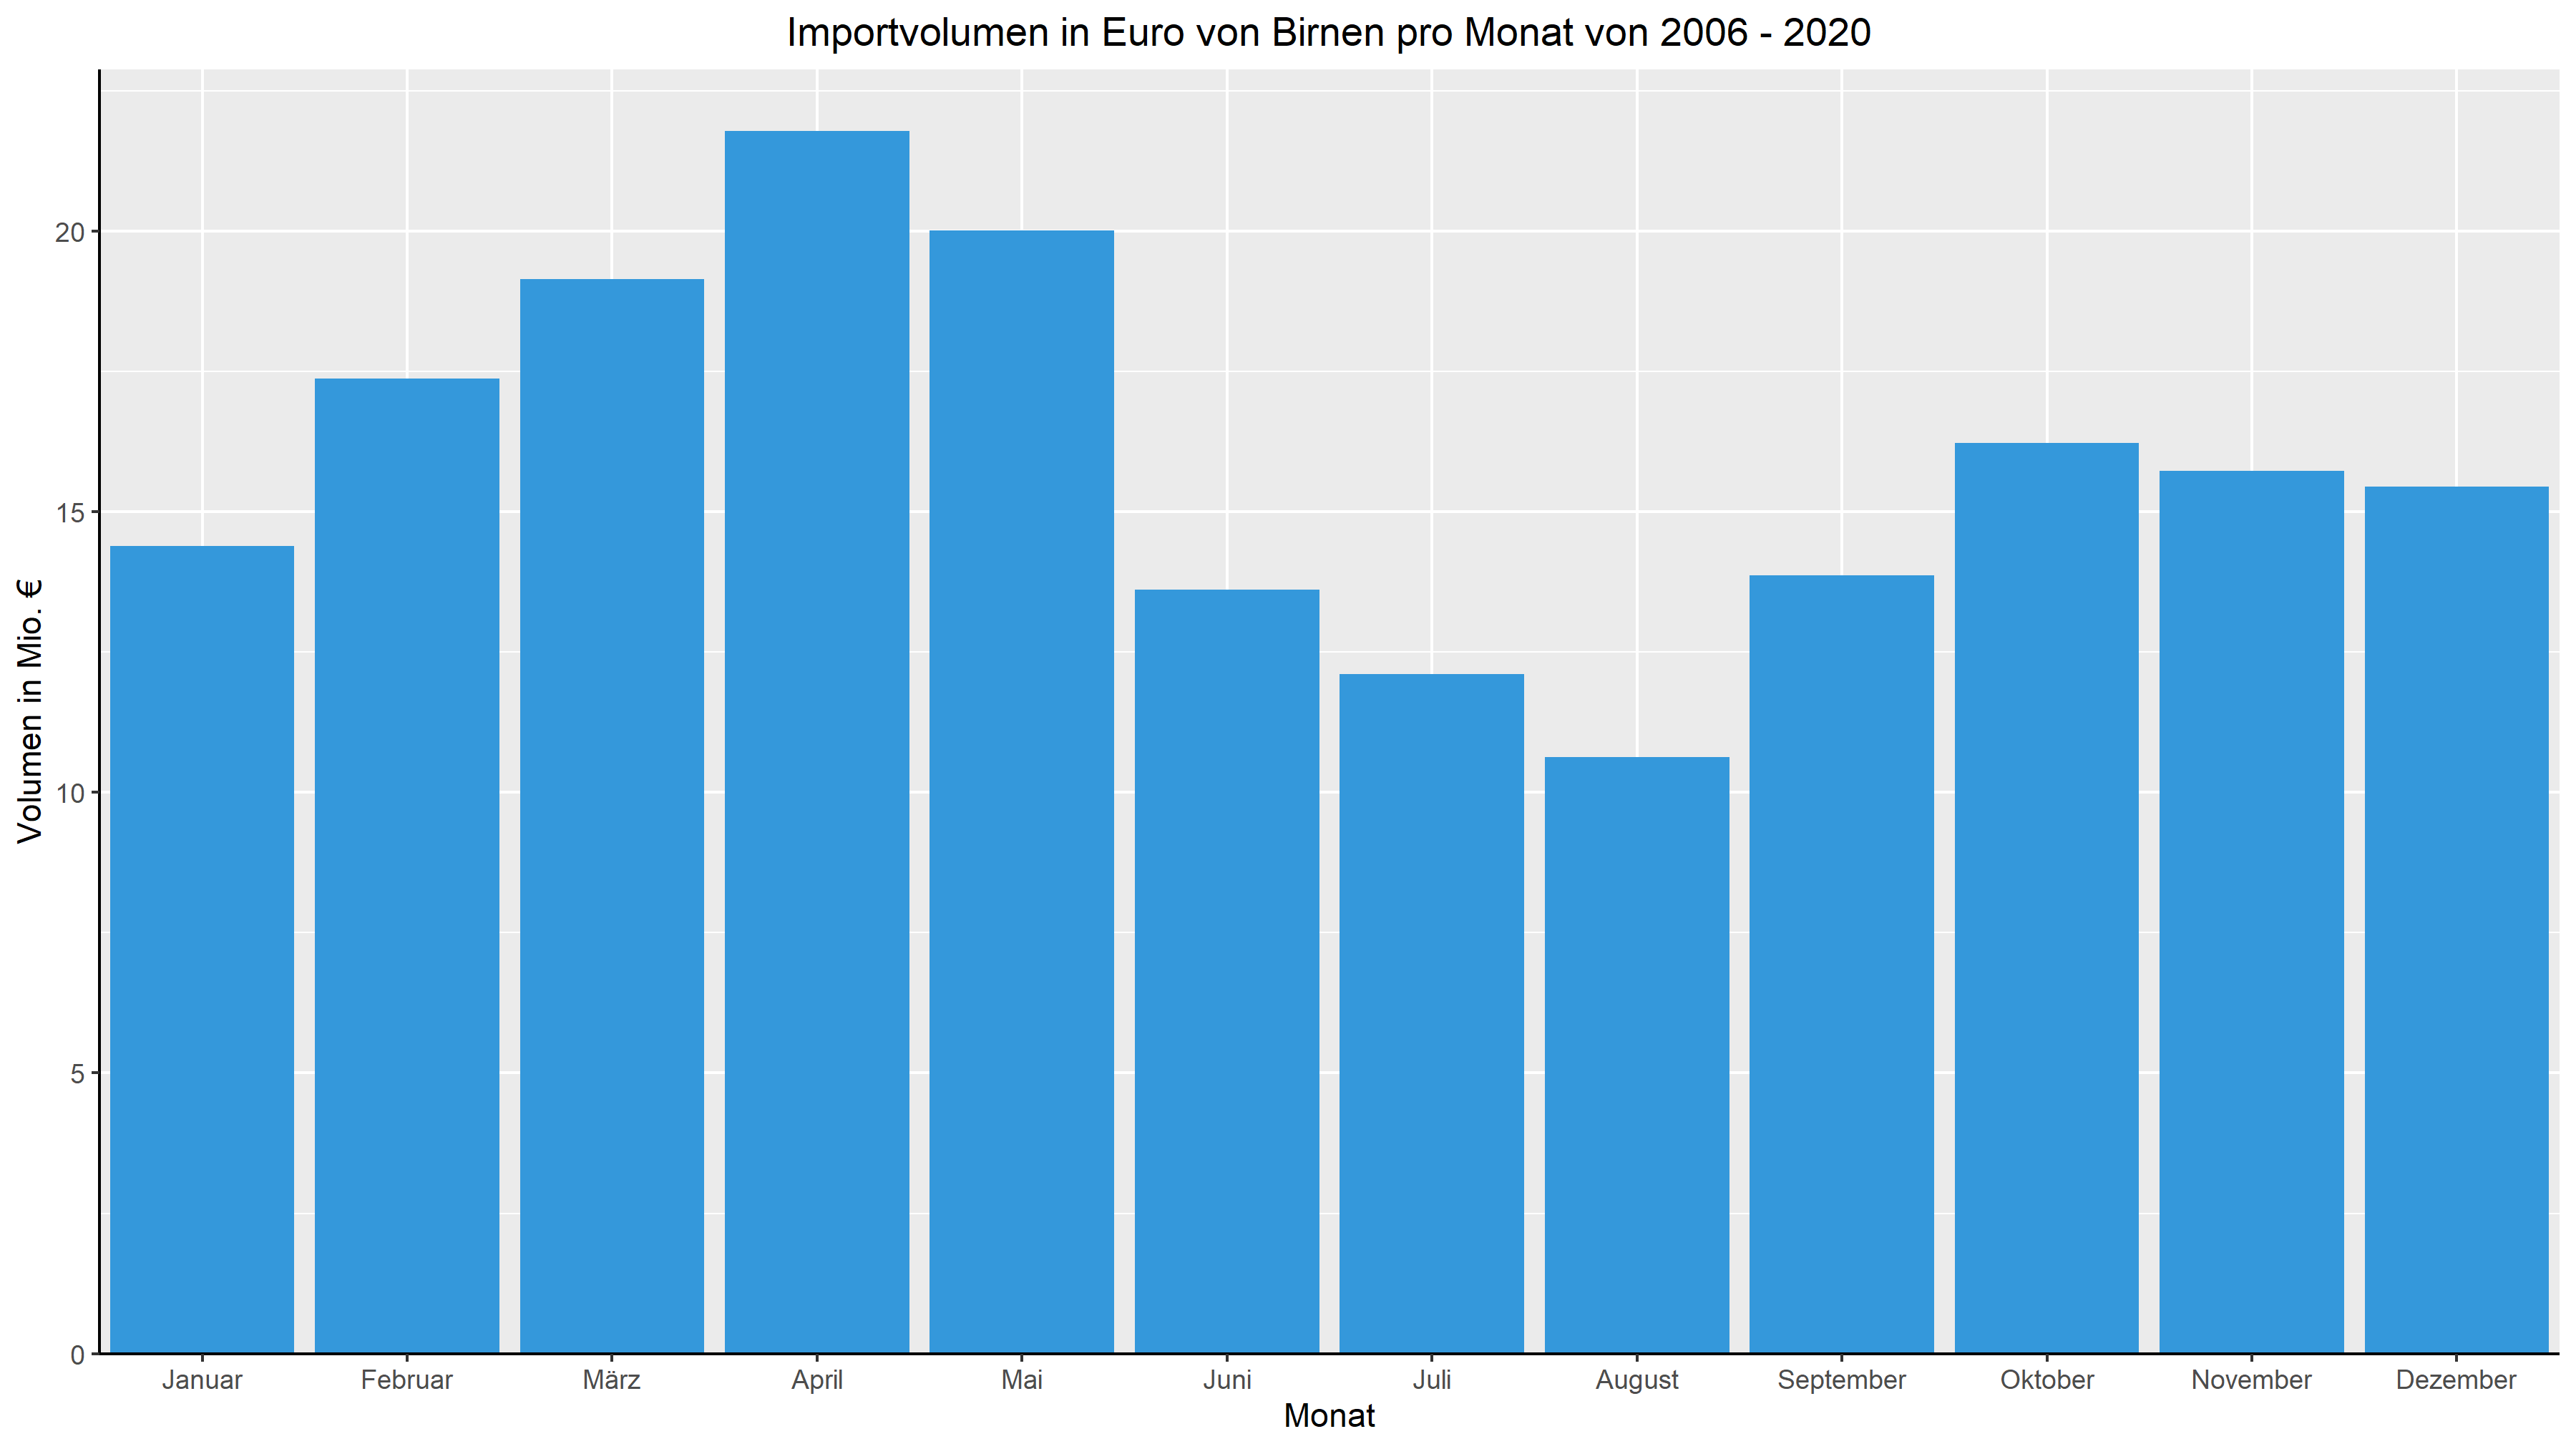 Importvolumen in Euro von Birnen pro Monat von 2006 - 2020
Volumen in Mio. €
20
15
10
5
0
Januar Februar März April Mai Juni Juli August September Oktober November Dezember
Monat